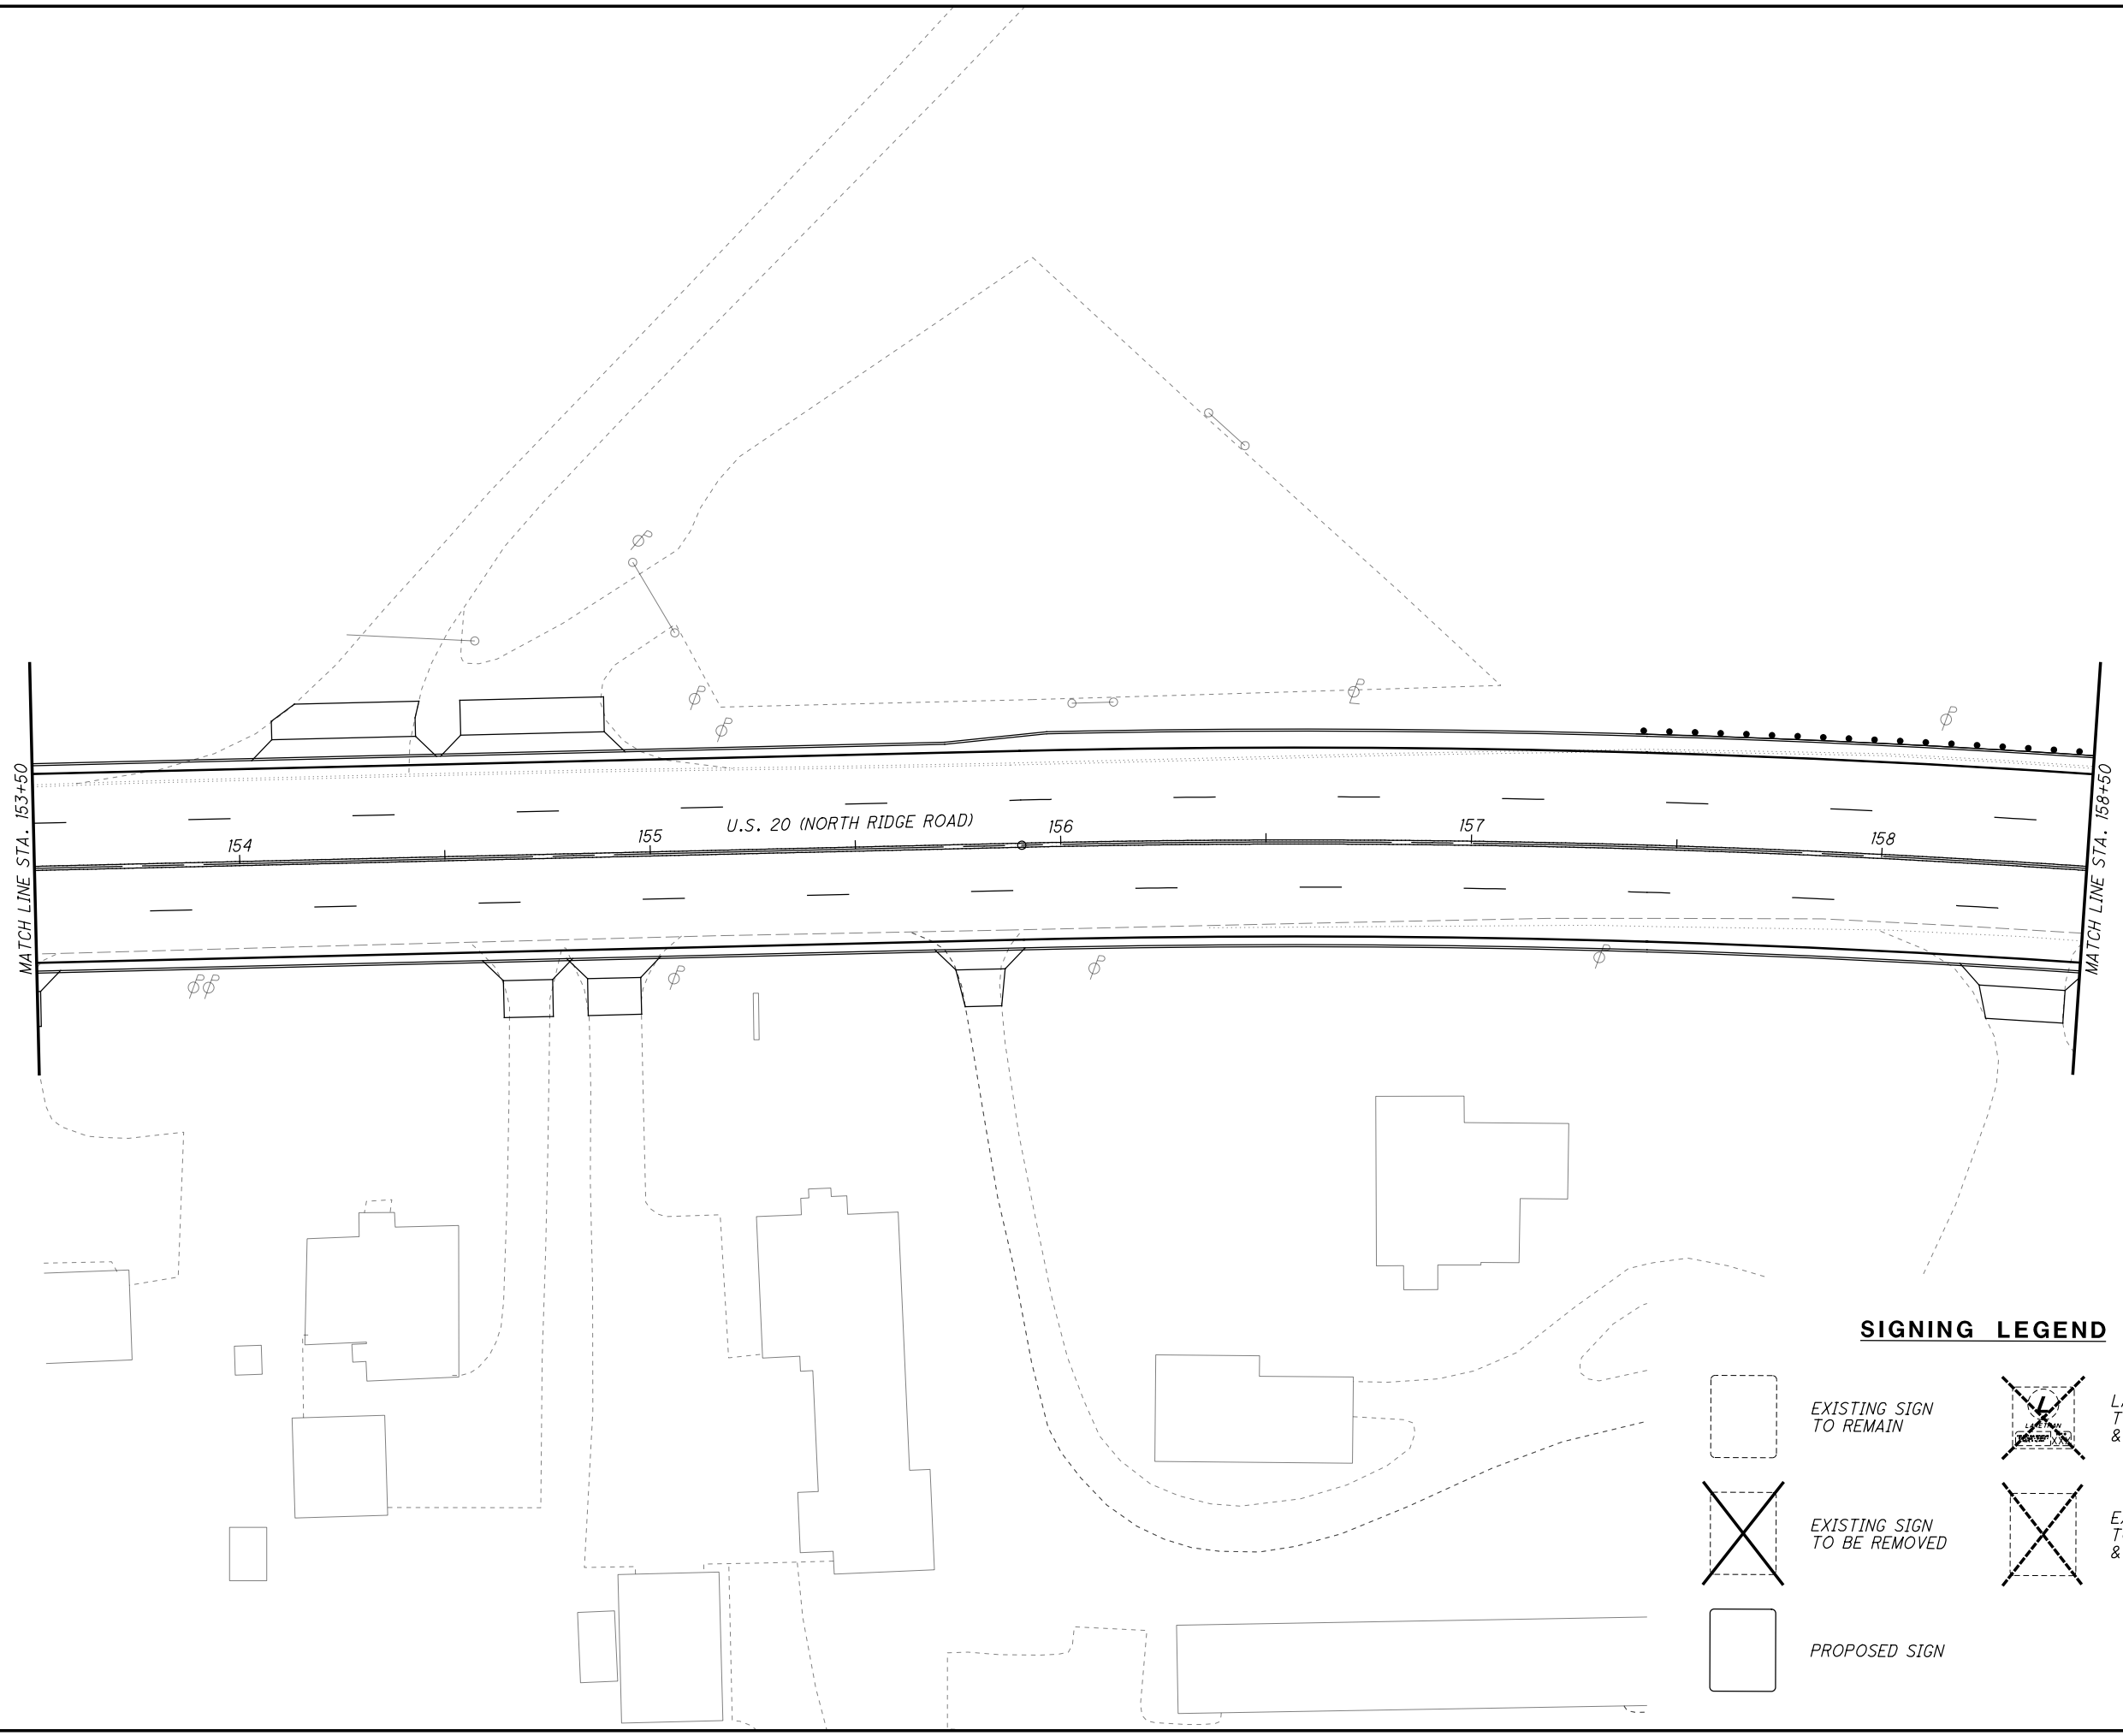 MATCH LINE STA. 153+50
154
155
U.S. 20 (NORTH RIDGE ROAD)
156
157
158
MATCH LINE STA. 158+50
SIGNING LEGEND
EXISTING SIGN
TO REMAIN
L
LAKETRAN
EXISTING SIGN
TO BE REMOVED
PROPOSED SIGN